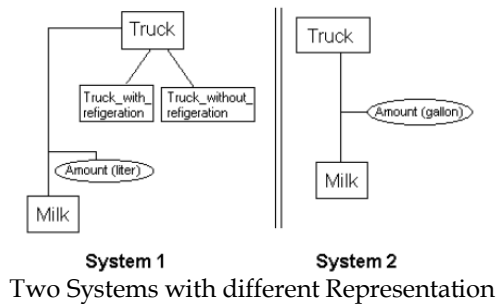 Truck
Truck_with_
refigeration
Truck_without_
refigeration
Amount (liter)
Milk
System 1
Truck
Amount (gallon)
Milk
System 2
Two Systems with different Representation